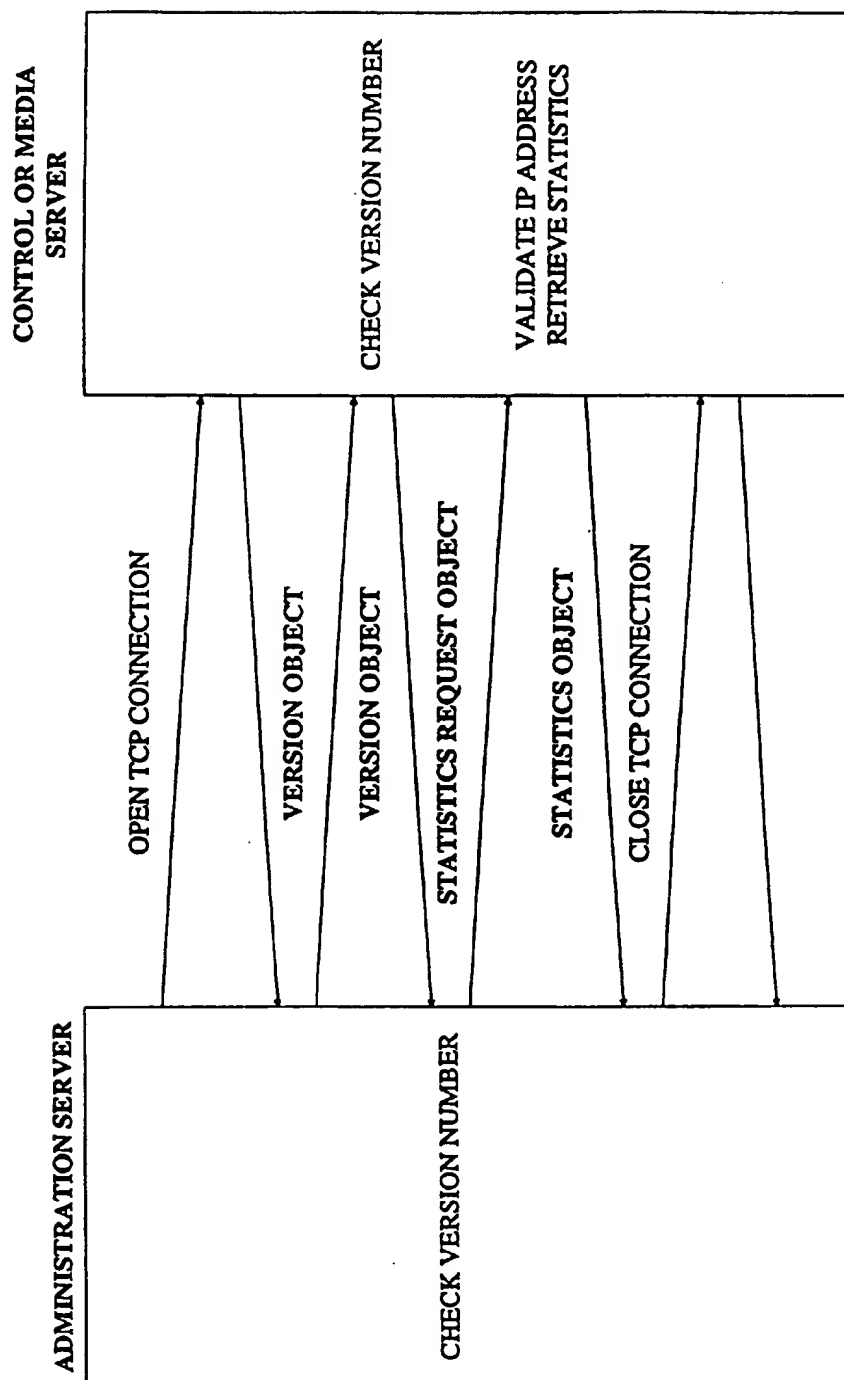 ADMINISTRATION SERVER
CONTROL OR MEDIA
SERVER
OPEN TCP CONNECTION
VERSION OBJECT
VERSION OBJECT
CHECK VERSION NUMBER
CHECK VERSION NUMBER
STATISTICS REQUEST OBJECT
VALIDATE IP ADDRESS
RETRIEVE STATISTICS
STATISTICS OBJECT
CLOSE TCP CONNECTION